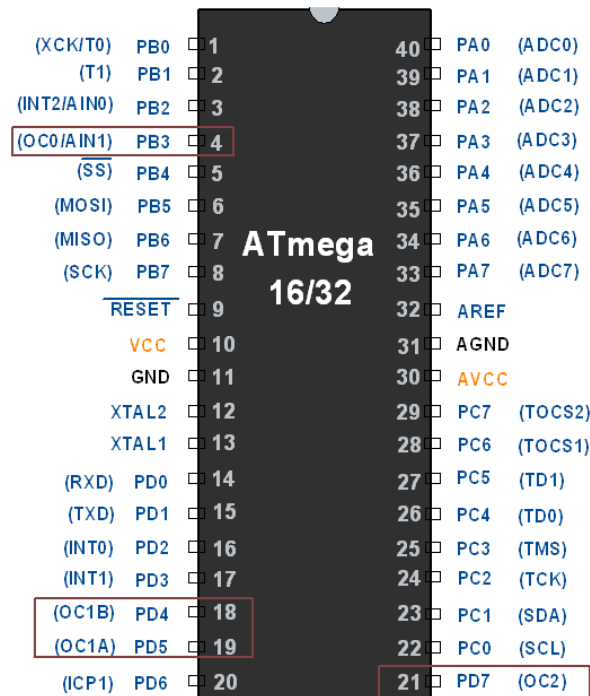 (XCK/T0) PB0 1 40 PA0 (ADC0)
(T1) PB1 2 39 PA1 (ADC1)
(INT2/AIN0) PB2 3 38 PA2 (ADC2)
(OC0/AIN1) PB3 4 37 PA3 (ADC3)
(SS) PB4 5 36 PA4 (ADC4)
(MOSI) PB5 6 35 PA5 (ADC5)
(MISO) PB6 7 34 PA6 (ADC6)
(SCK) PB7 8 33 PA7 (ADC7)
ATmega
16/32
RESET 9 32 AREF
VCC 10 31 AGND
GND 11 30 AVCC
XTAL2 12 29 PC7 (TOCS2)
XTAL1 13 28 PC6 (TOCS1)
(RXD) PD0 14 27 PC5 (TD1)
(TXD) PD1 15 26 PC4 (TD0)
(INT0) PD2 16 25 PC3 (TMS)
(INT1) PD3 17 24 PC2 (TCK)
(OC1B) PD4 18 23 PC1 (SDA)
(OC1A) PD5 19 22 PC0 (SCL)
(ICP1) PD6 20 21 PD7 (OC2)